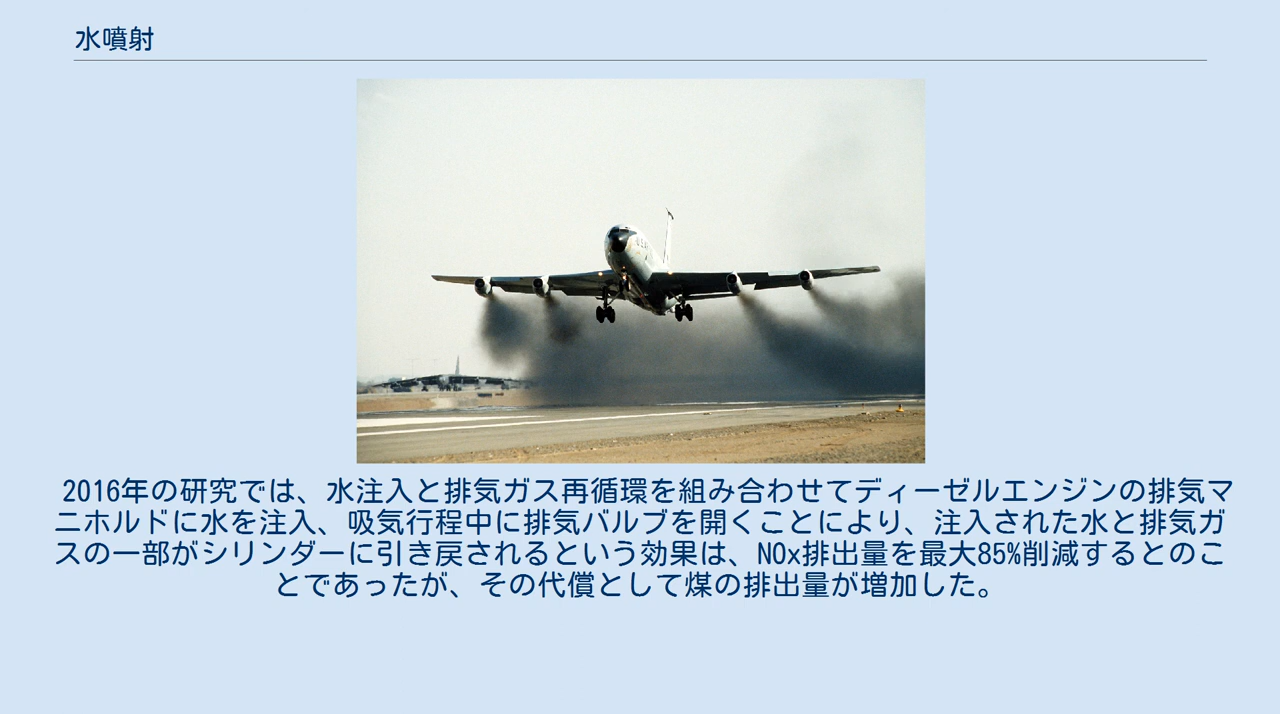 水噴射
2016年の研究では、水注入と排気ガス再循環を組み合わせてディーゼルエンジンの排気マ
ニホルドに水を注入、吸気行程中に排気バルブを開くことにより、注入された水と排気ガ
スの一部がシリンダーに引き戻されるという効果は、NOx排出量を最大85%削減するとのこ
とであったが、その代償として煤の排出量が増加した。